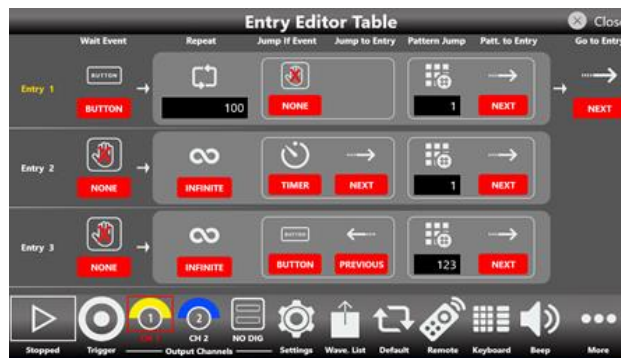 Entry Editor Table
Close
Wait Event Repeat Jump If Event Jump to Entry Pattern Jump Patt. to Entry Go to Entry
Entry 1
BUTTON
BUTTON 100 NONE 1 NEXT NEXT
Entry 2
NONE INFINITE TIMER NEXT 1 NEXT
Entry 3
BUTTON
NONE INFINITE BUTTON PREVIOUS 123 NEXT
1 2
CH 1 CH 2 NO DIG
Stopped Trigger Output Channels Settings Wave. List Default Remote Keyboard Beep More